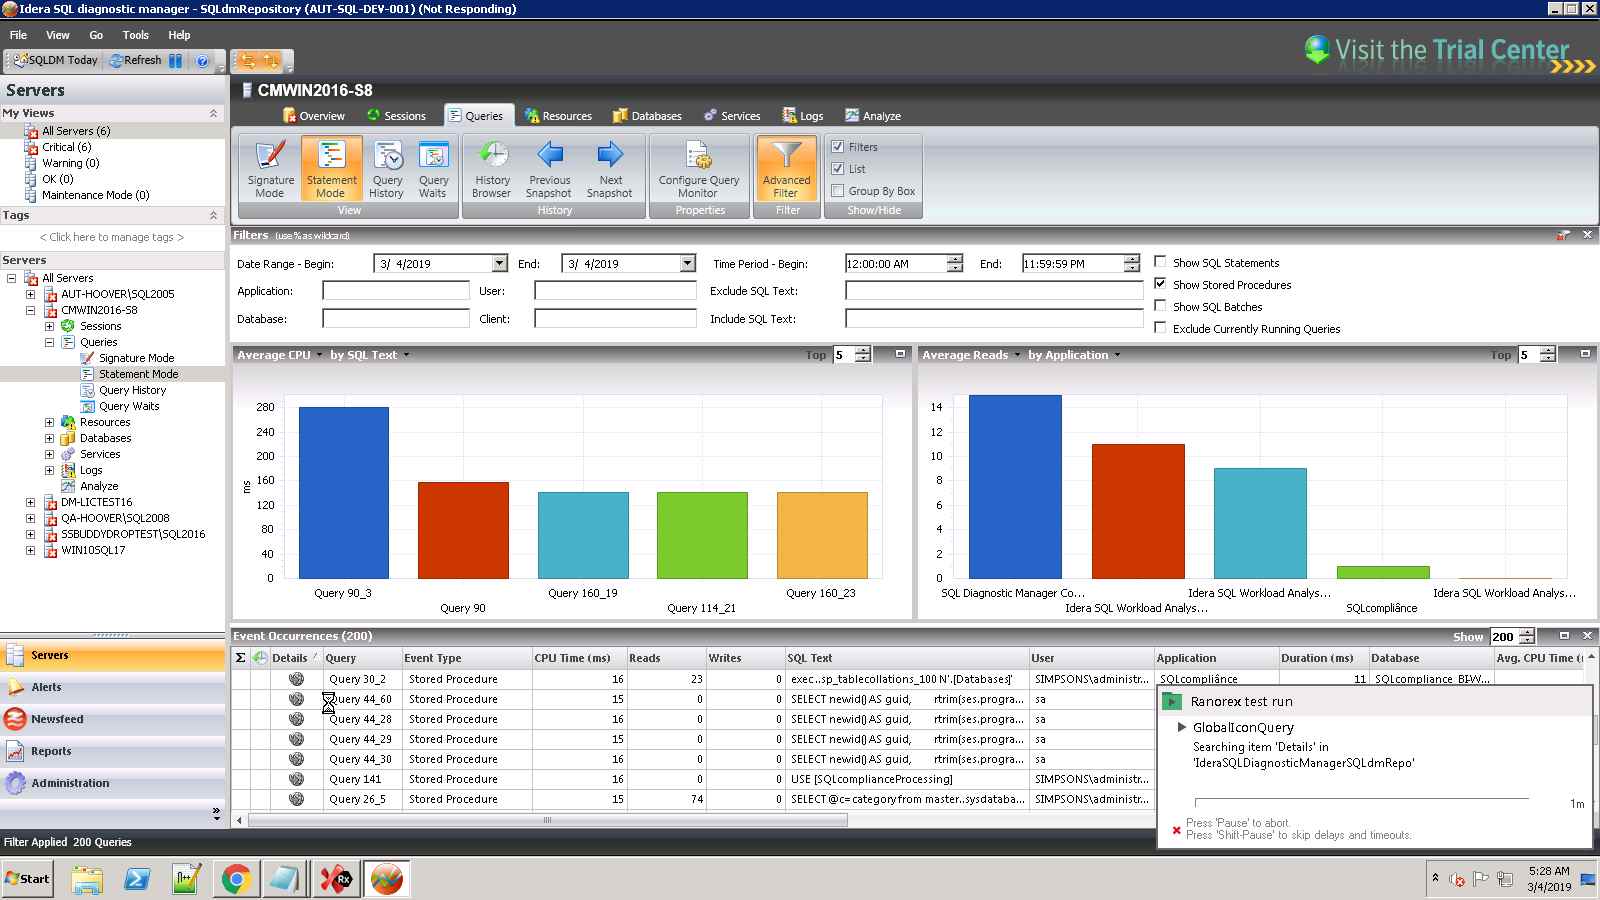 Idera SQL diagnostic manager - SQLdmRepository (AUT-SQL-DEV-001) (Not Responding)
File View Go Tools Help
SQLDM Today Refresh
Visit the Trial Center
Servers
My Views
All Servers (6)
Critical (6)
Warning (0)
OK (0)
Maintenance Mode (0)
Tags
< Click here to manage tags >
Servers
All Servers
AUT-HOOVER\SQL2005
CMWIN2016-S8
Sessions
Queries
Signature Mode
Statement Mode
Query History
Query Waits
Resources
Databases
Services
Logs
Analyze
DM-LICTEST16
QA-HOOVER\SQL2008
SSBUDDYDROPTEST\SQL2016
WIN10SQL17
Servers
Alerts
Newsfeed
Reports
Administration
CMWIN2016-S8
Overview Sessions Queries Resources Databases Services Logs Analyze
Signature Mode Statement Mode Query History Query Waits
View
History Browser Previous Snapshot Next Snapshot
History
Configure Query Monitor
Properties
Advanced Filter
Filter
Filters
List
Group By Box
Show/Hide
Filters (use % as wildcard)
Date Range - Begin: 3/ 4/2019 End: 3/ 4/2019 Time Period - Begin: 12:00:00 AM End: 11:59:59 PM Show SQL Statements
Show Stored Procedures
Application: User: Exclude SQL Text: Show SQL Batches
Database: Client: Include SQL Text: Exclude Currently Running Queries
Average CPU by SQL Text Top 5
280
240
200
160
120
80
40
0
ms
Query 90_3 Query 90 Query 160_19 Query 114_21 Query 160_23
Average Reads by Application Top 5
14
12
10
8
6
4
2
0
SQL Diagnostic Manager Co... Idera SQL Workload Analys... Idera SQL Workload Analys... SQLcompliance Idera SQL Workload Analys...
Event Occurrences (200) Show 200
Σ Details Query Event Type CPU Time (ms) Reads Writes SQL Text User Application Duration (ms) Database Avg. CPU Time (
Query 30_2 Stored Procedure 16 23 0 exec..sp_tablecollations_100 N'.[Databases]' SIMPSONS\administr... SQLcompliance 11 SQLcompliance_BI-W...
Query 44_60 Stored Procedure 15 0 0 SELECT newid() AS guid, rtrim(ses.progra... sa
Query 44_28 Stored Procedure 16 0 0 SELECT newid() AS guid, rtrim(ses.progra... sa
Query 44_29 Stored Procedure 15 0 0 SELECT newid() AS guid, rtrim(ses.progra... sa
Query 44_30 Stored Procedure 16 0 0 SELECT newid() AS guid, rtrim(ses.progra... sa
Query 141 Stored Procedure 16 0 0 USE [SQLcomplianceProcessing] SIMPSONS\administr...
Query 26_5 Stored Procedure 15 74 0 SELECT @c=category from master..sysdataba... SIMPSONS\administr...
Ranorex test run
GlobalIconQuery
Searching item 'Details' in
'IderaSQLDiagnosticManagerSQLdmRepo'
1m
Press 'Pause' to abort.
Press 'Shift-Pause' to skip delays and timeouts.
Filter Applied 200 Queries
Start
5:28 AM
3/4/2019